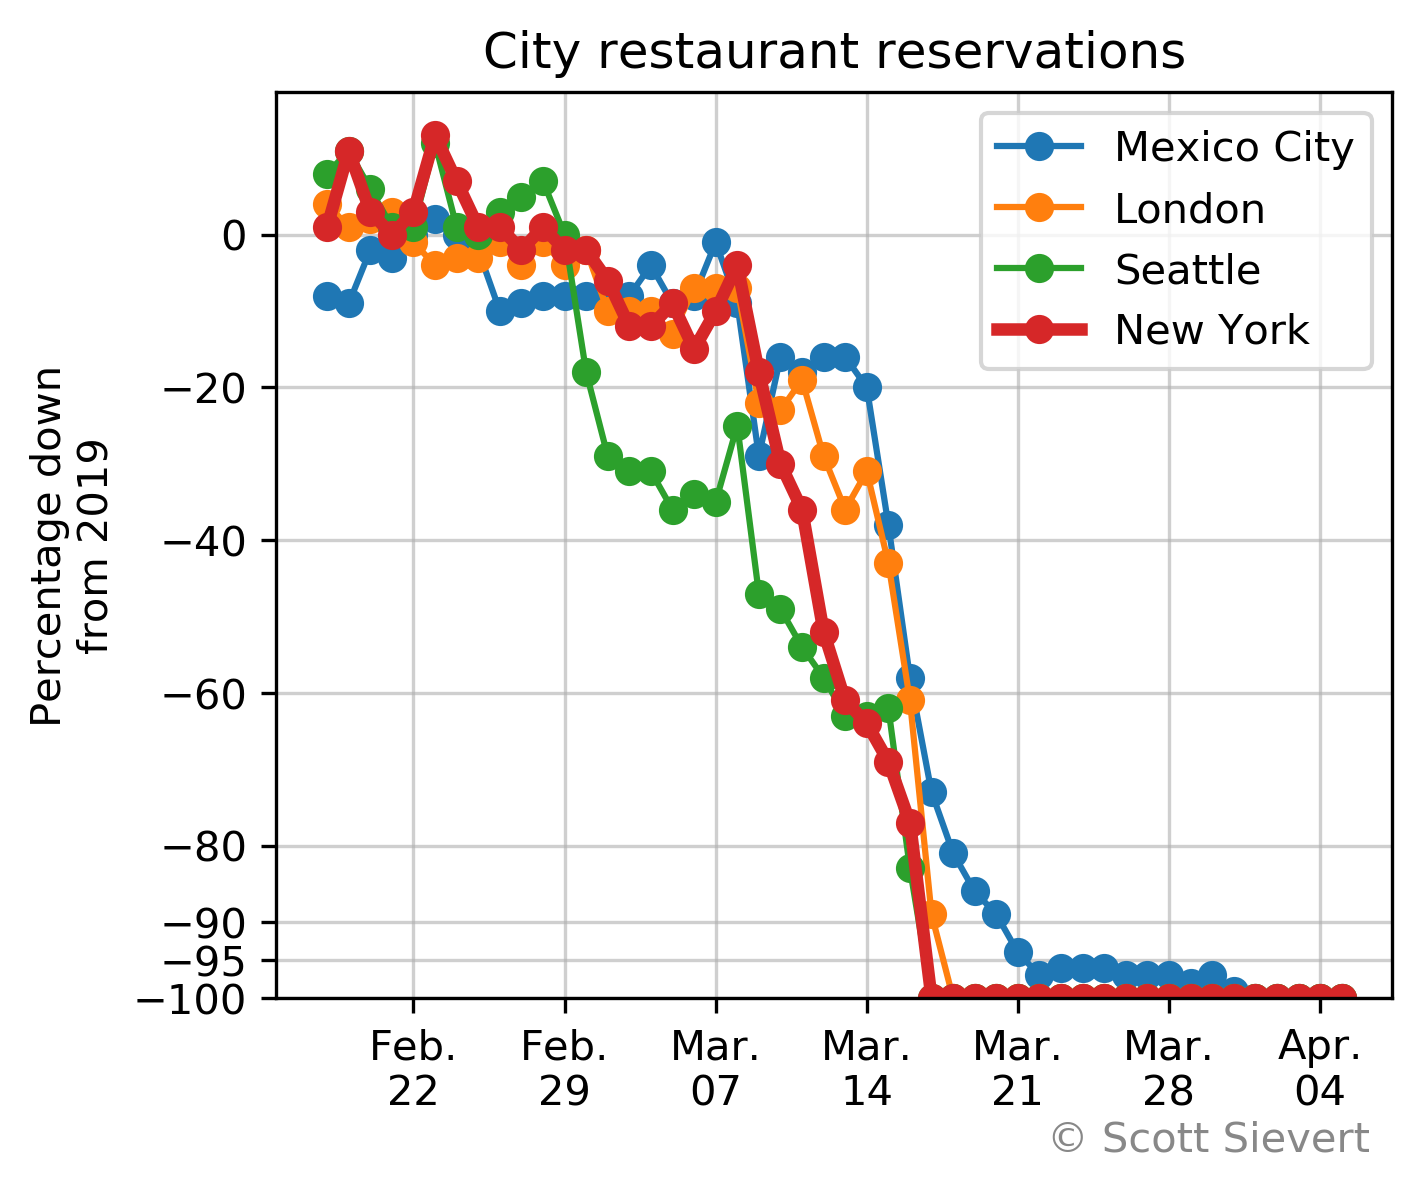 City restaurant reservations
Mexico City
London
Seattle
New York
Percentage down
from 2019
0
−20
−40
−60
−80
−90
−95
−100
Feb.
22
Feb.
29
Mar.
07
Mar.
14
Mar.
21
Mar.
28
Apr.
04
© Scott Sievert